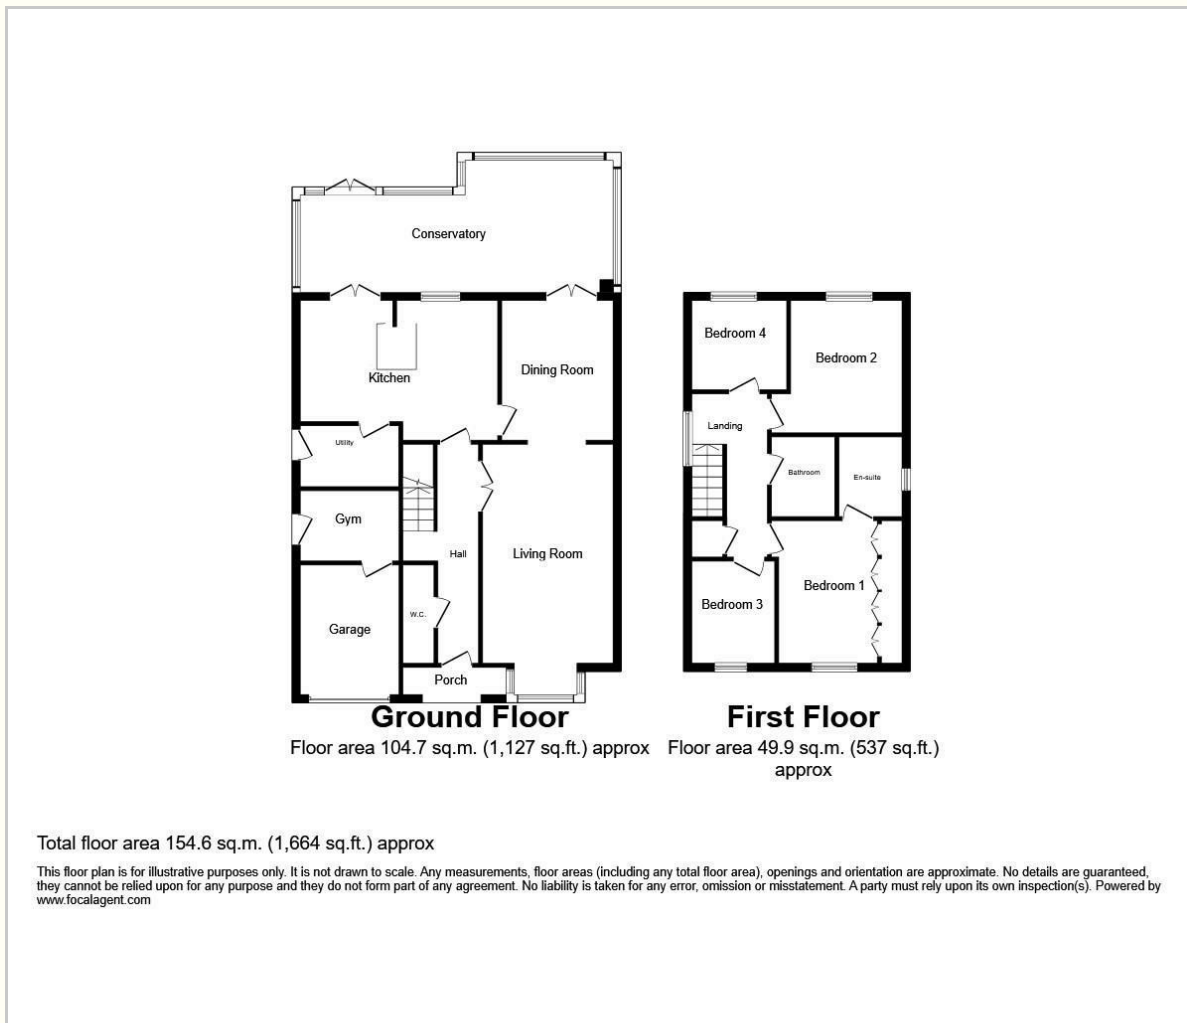 Conservatory
Kitchen
Dining Room
Utility
Gym
Hall
Living Room
W.C.
Garage
Porch
Ground Floor
Floor area 104.7 sq.m. (1,127 sq.ft.) approx
Bedroom 4
Bedroom 2
Landing
Bathroom
En-suite
Bedroom 1
Bedroom 3
First Floor
Floor area 49.9 sq.m. (537 sq.ft.)
approx
Total floor area 154.6 sq.m. (1,664 sq.ft.) approx
This floor plan is for illustrative purposes only. It is not drawn to scale. Any measurements, floor areas (including any total floor area), openings and orientation are approximate. No details are guaranteed,
they cannot be relied upon for any purpose and they do not form part of any agreement. No liability is taken for any error, omission or misstatement. A party must rely upon its own inspection(s). Powered by
www.focalagent.com